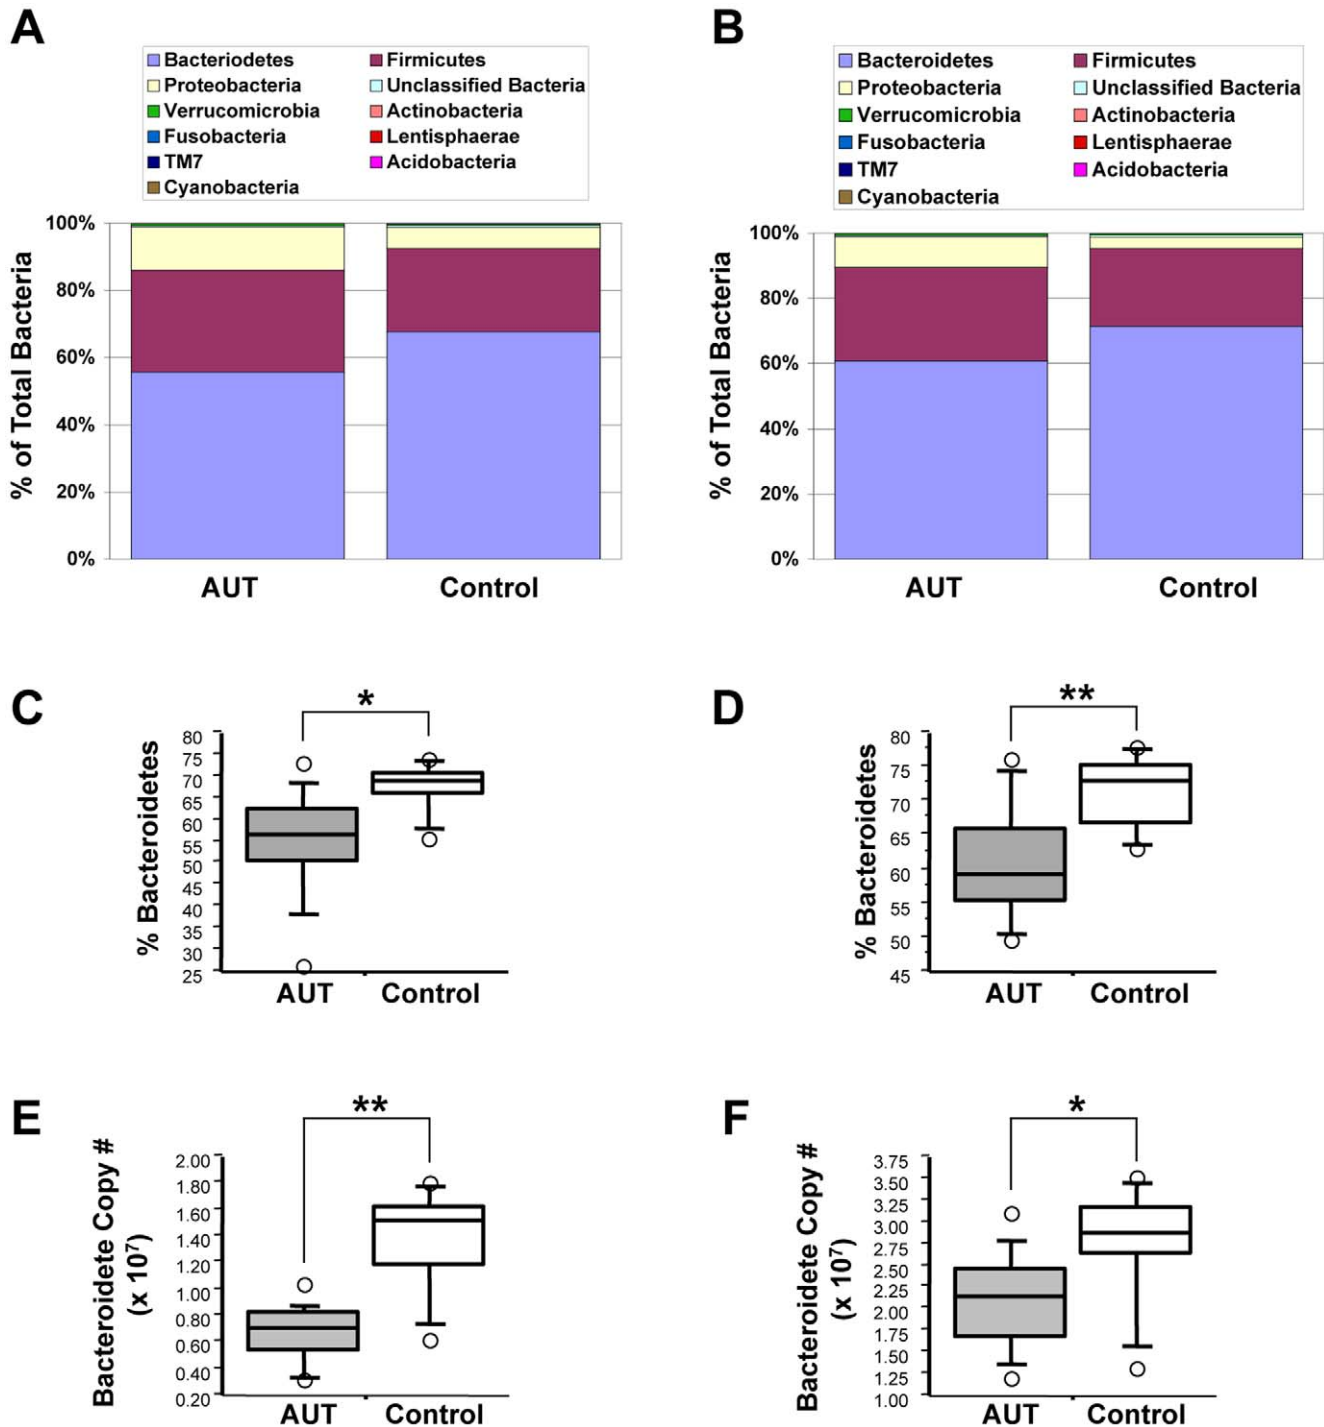 A
Bacteriodetes Firmicutes
Proteobacteria Unclassified Bacteria
Verrucomicrobia Actinobacteria
Fusobacteria Lentisphaerae
TM7 Acidobacteria
Cyanobacteria
% of Total Bacteria
100%
80%
60%
40%
20%
0%
AUT Control
B
Bacteroidetes Firmicutes
Proteobacteria Unclassified Bacteria
Verrucomicrobia Actinobacteria
Fusobacteria Lentisphaerae
TM7 Acidobacteria
Cyanobacteria
% of Total Bacteria
100%
80%
60%
40%
20%
0%
AUT Control
C
*
% Bacteroidetes
80
75
70
65
60
55
50
45
40
35
30
25
AUT Control
D
**
% Bacteroidetes
80
75
70
65
60
55
50
45
AUT Control
E
**
Bacteroidete Copy #
(x 10⁷)
2.00
1.80
1.60
1.40
1.20
1.00
0.80
0.60
0.40
0.20
AUT Control
F
*
Bacteroidete Copy #
(x 10⁷)
3.75
3.50
3.25
3.00
2.75
2.50
2.25
2.00
1.75
1.50
1.25
1.00
AUT Control